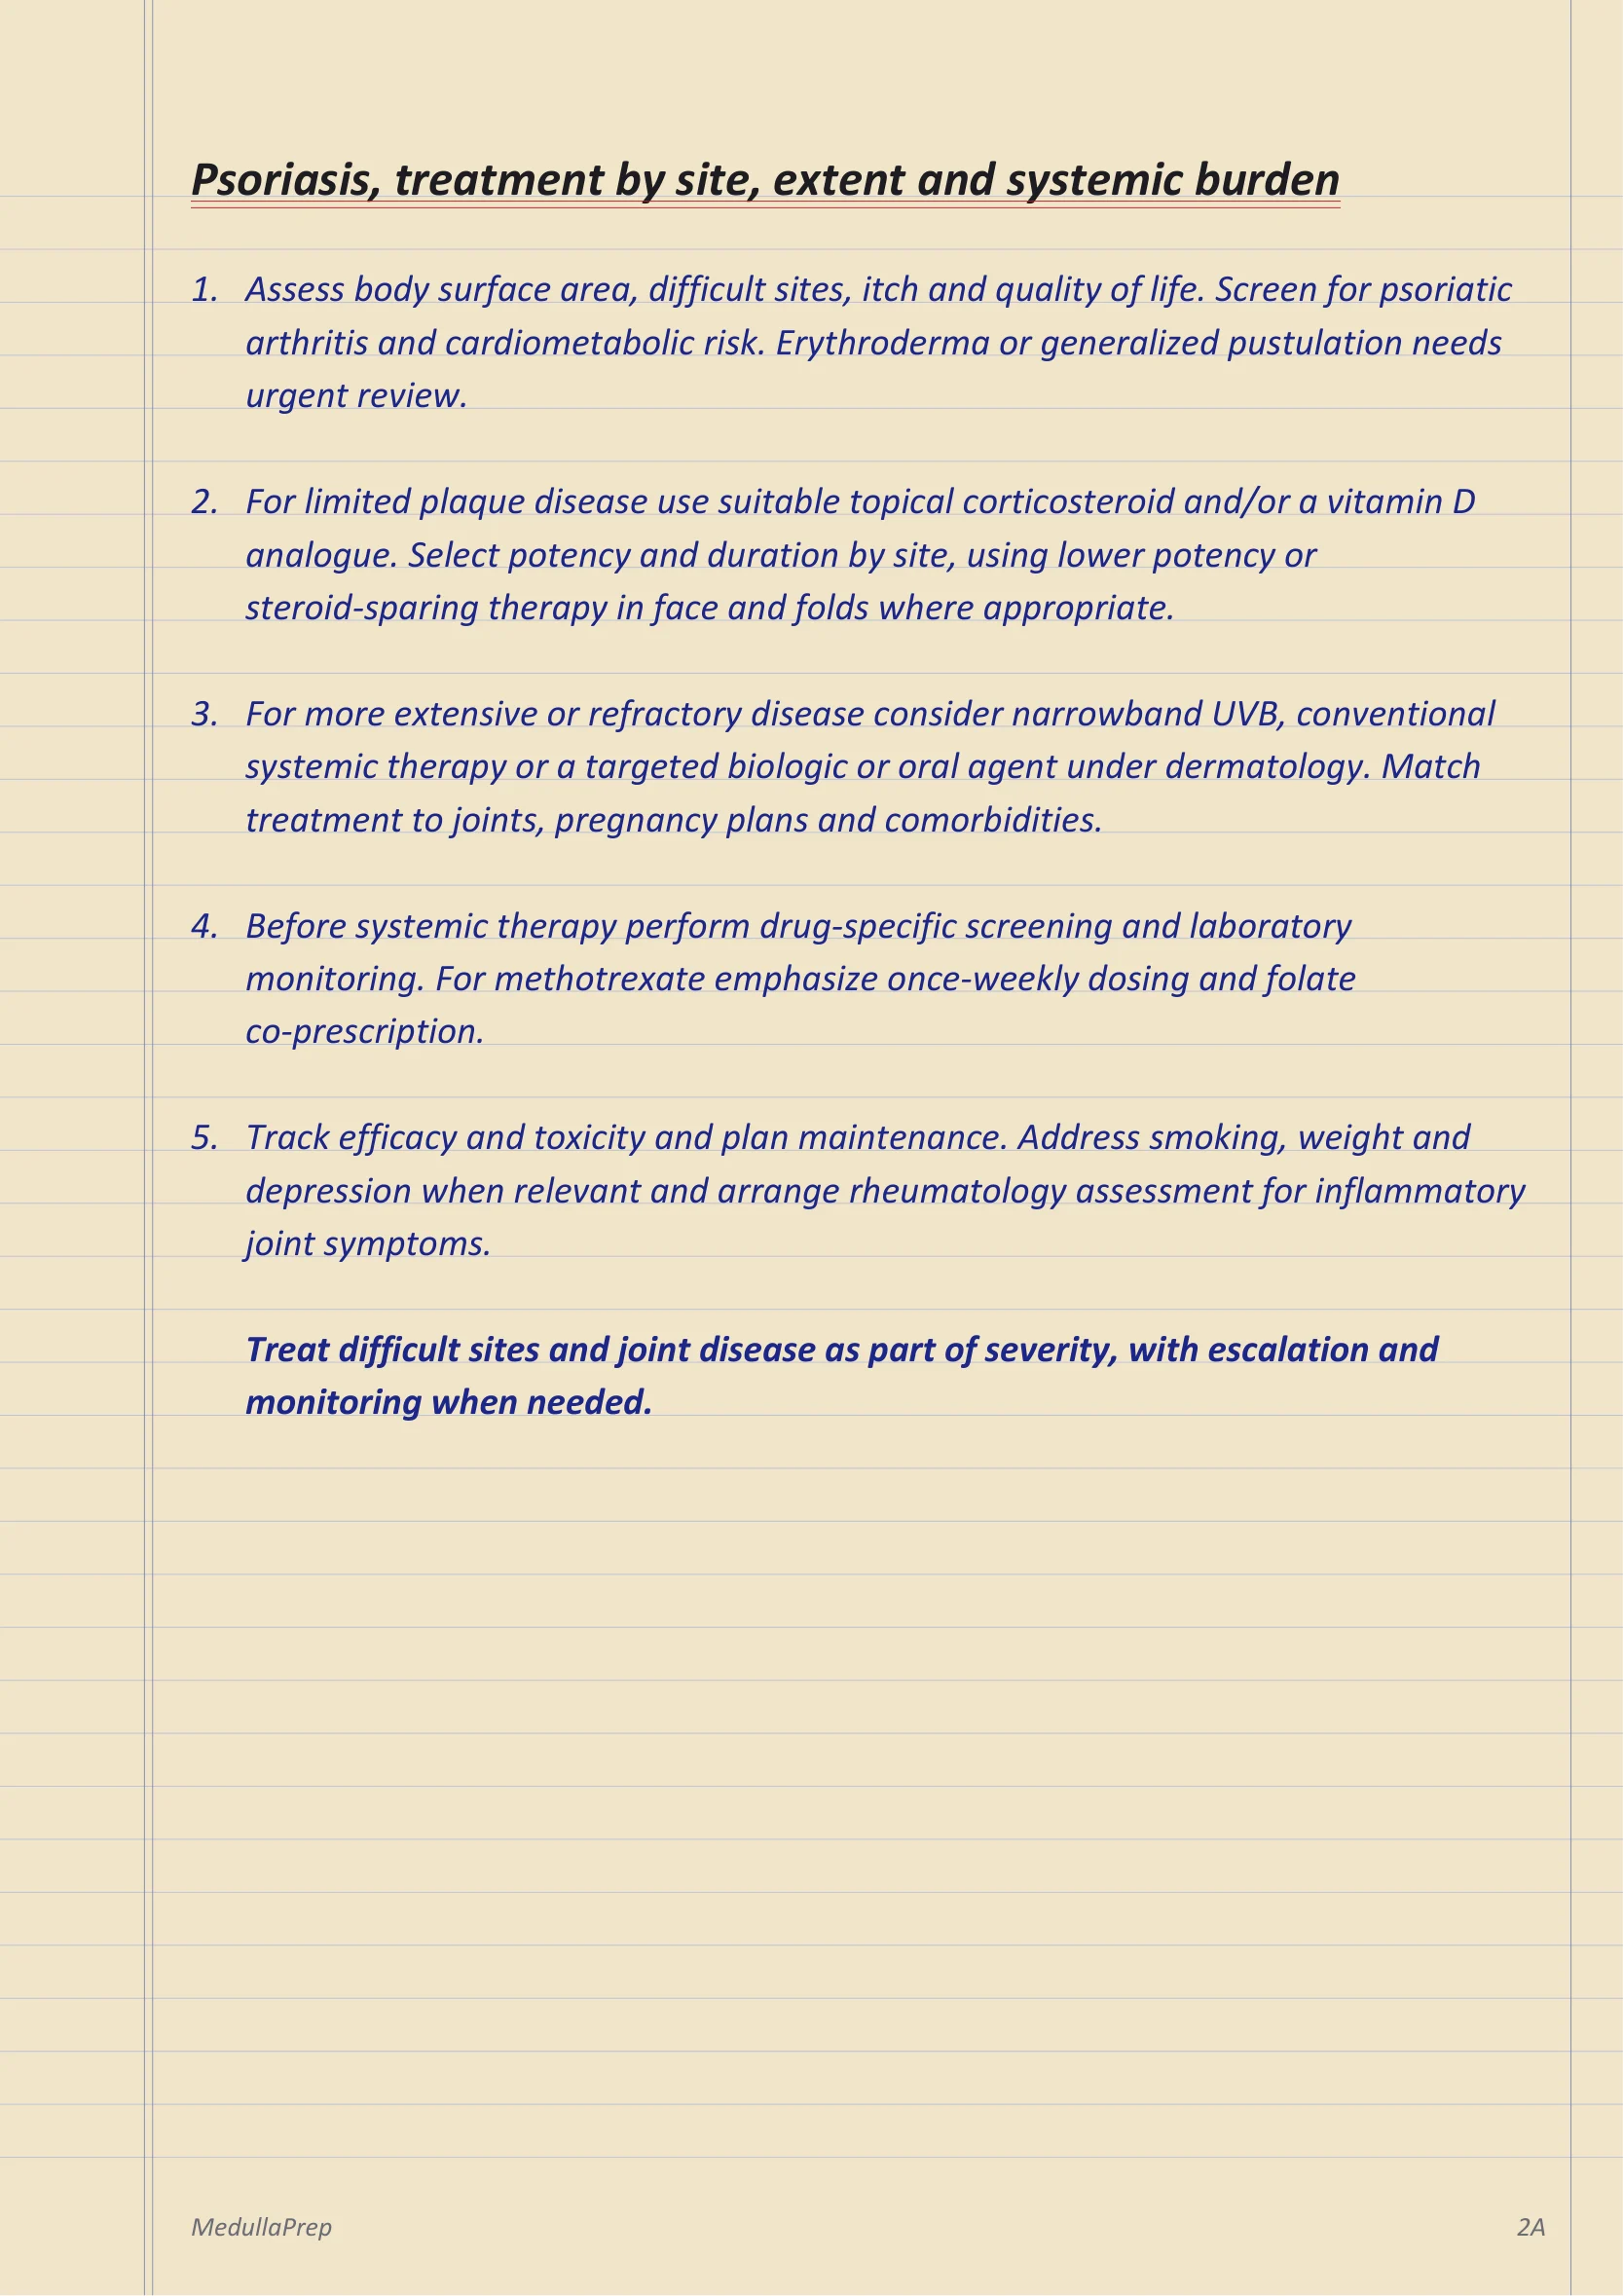 Psoriasis, treatment by site, extent and systemic burden
1. Assess body surface area, difficult sites, itch and quality of life. Screen for psoriatic
arthritis and cardiometabolic risk. Erythroderma or generalized pustulation needs
urgent review.
2. For limited plaque disease use suitable topical corticosteroid and/or a vitamin D
analogue. Select potency and duration by site, using lower potency or
steroid-sparing therapy in face and folds where appropriate.
3. For more extensive or refractory disease consider narrowband UVB, conventional
systemic therapy or a targeted biologic or oral agent under dermatology. Match
treatment to joints, pregnancy plans and comorbidities.
4. Before systemic therapy perform drug-specific screening and laboratory
monitoring. For methotrexate emphasize once-weekly dosing and folate
co-prescription.
5. Track efficacy and toxicity and plan maintenance. Address smoking, weight and
depression when relevant and arrange rheumatology assessment for inflammatory
joint symptoms.
Treat difficult sites and joint disease as part of severity, with escalation and
monitoring when needed.
MedullaPrep
2A